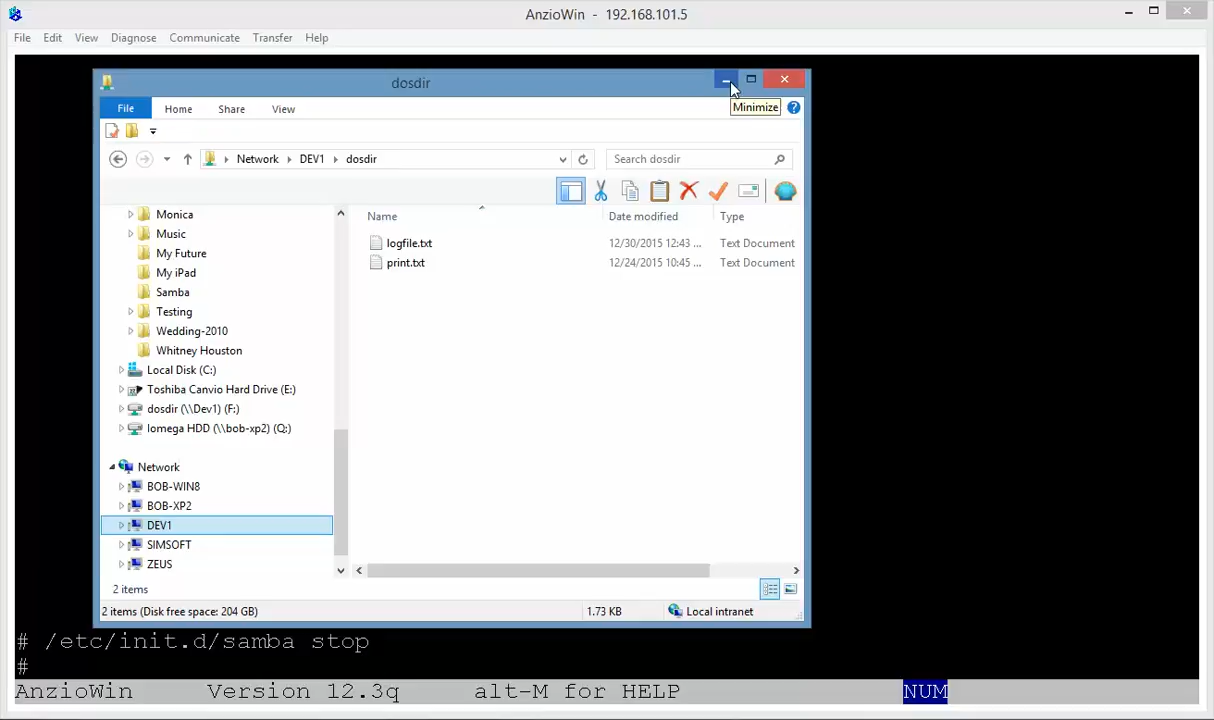 AnzioWin - 192.168.101.5
File Edit View Diagnose Communicate Transfer Help
dosdir
Minimize
File Home Share View
Network DEV1 dosdir
Search dosdir
Name Date modified Type
logfile.txt 12/30/2015 12:43 ... Text Document
print.txt 12/24/2015 10:45 ... Text Document
Monica
Music
My Future
My iPad
Samba
Testing
Wedding-2010
Whitney Houston
Local Disk (C:)
Toshiba Canvio Hard Drive (E:)
dosdir (\\Dev1) (F:)
Iomega HDD (\\bob-xp2) (Q:)
Network
BOB-WIN8
BOB-XP2
DEV1
SIMSOFT
ZEUS
2 items
2 items (Disk free space: 204 GB) 1.73 KB Local intranet
# /etc/init.d/samba stop
#
AnzioWin Version 12.3q alt-M for HELP NUM